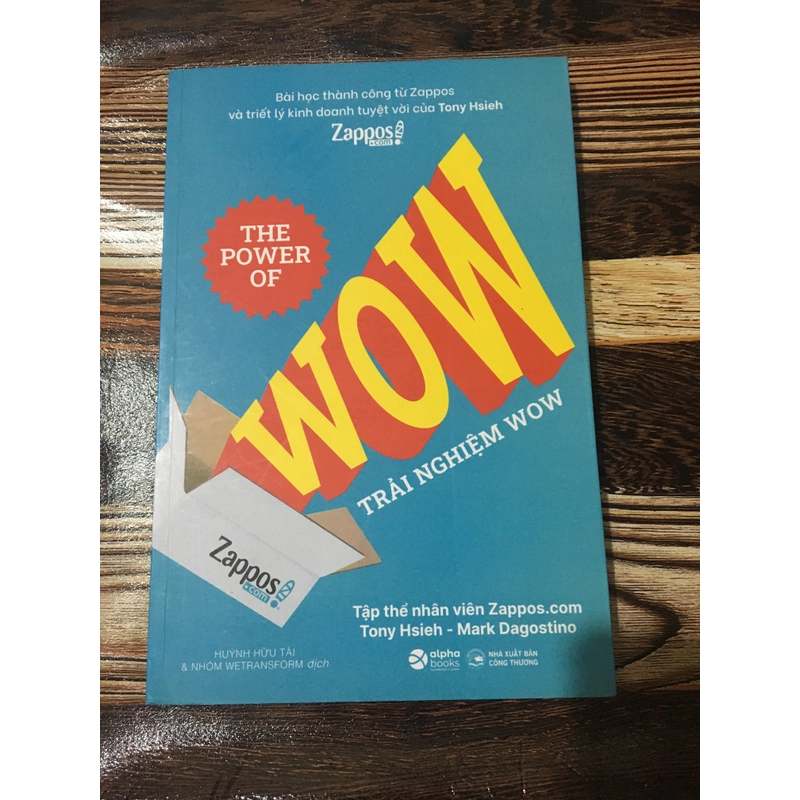 Bài học thành công từ Zappos
và triết lý kinh doanh tuyệt vời của Tony Hsieh
Zappos
.com
THE
POWER
OF
WOW
TRẢI NGHIỆM WOW
Zappos
.com
Tập thể nhân viên Zappos.com
Tony Hsieh - Mark Dagostino
HUỲNH HỮU TÀI
& NHÓM WETRANSFORM dịch
alpha
books
NHÀ XUẤT BẢN
CÔNG THƯƠNG